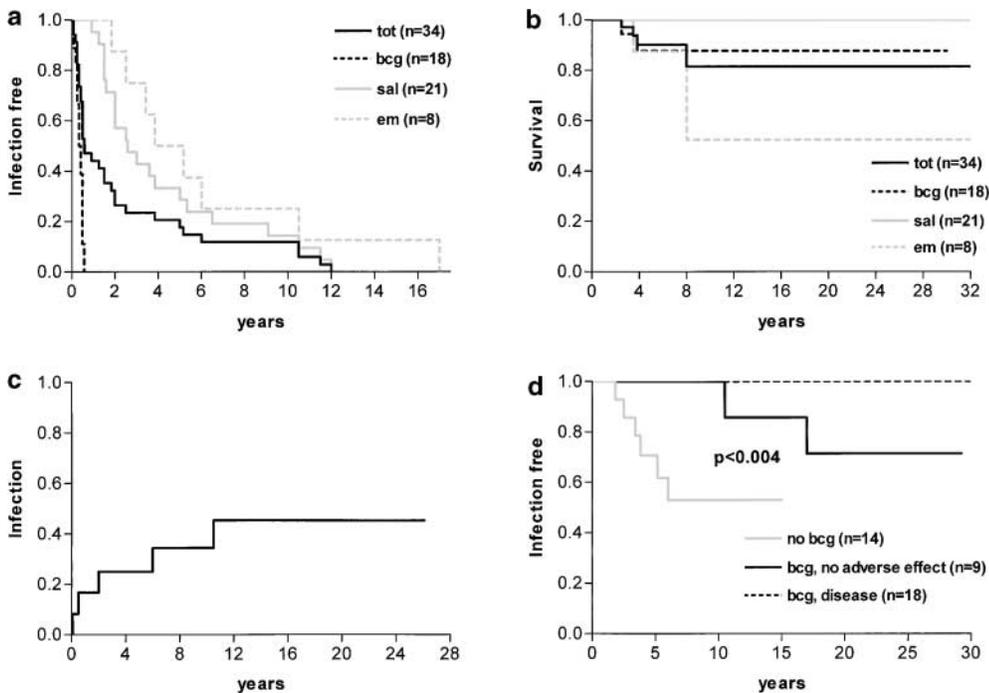 a
1.0
0.8
0.6
0.4
0.2
0.0
Infection free
0 2 4 6 8 10 12 14 16
years
tot (n=34)
bcg (n=18)
sal (n=21)
em (n=8)
b
1.0
0.8
0.6
0.4
0.2
0.0
Survival
0 4 8 12 16 20 24 28 32
years
tot (n=34)
bcg (n=18)
sal (n=21)
em (n=8)
c
1.0
0.8
0.6
0.4
0.2
0.0
Infection
0 4 8 12 16 20 24 28
years
d
1.0
0.8
0.6
0.4
0.2
0.0
Infection free
0 5 10 15 20 25 30
years
p<0.004
no bcg (n=14)
bcg, no adverse effect (n=9)
bcg, disease (n=18)